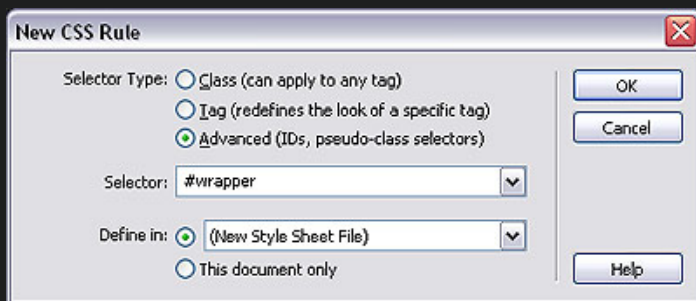 New CSS Rule
Selector Type: Class (can apply to any tag)
Tag (redefines the look of a specific tag)
Advanced (IDs, pseudo-class selectors)
Selector: #wrapper
Define in: (New Style Sheet File)
This document only
OK
Cancel
Help